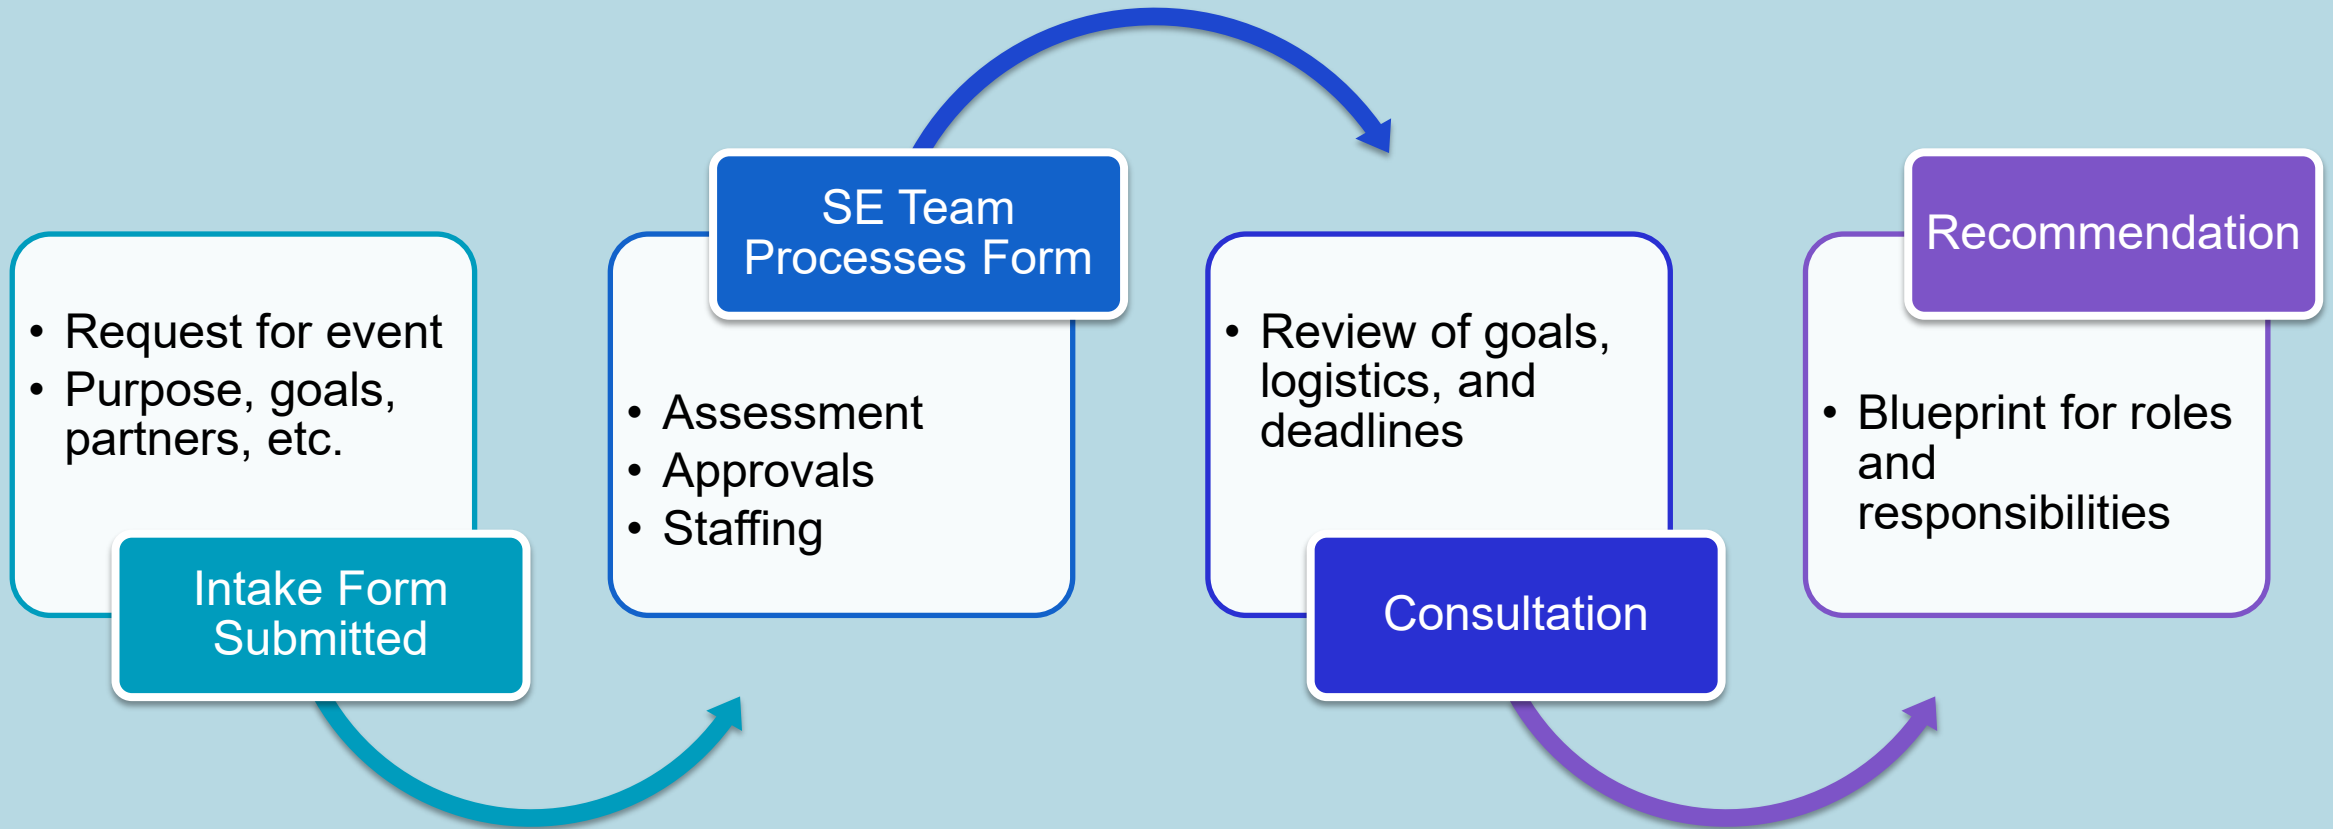 • Request for event
• Purpose, goals,
partners, etc.
Intake Form
Submitted
SE Team
Processes Form
• Assessment
• Approvals
• Staffing
• Review of goals,
logistics, and
deadlines
Consultation
Recommendation
• Blueprint for roles
and
responsibilities